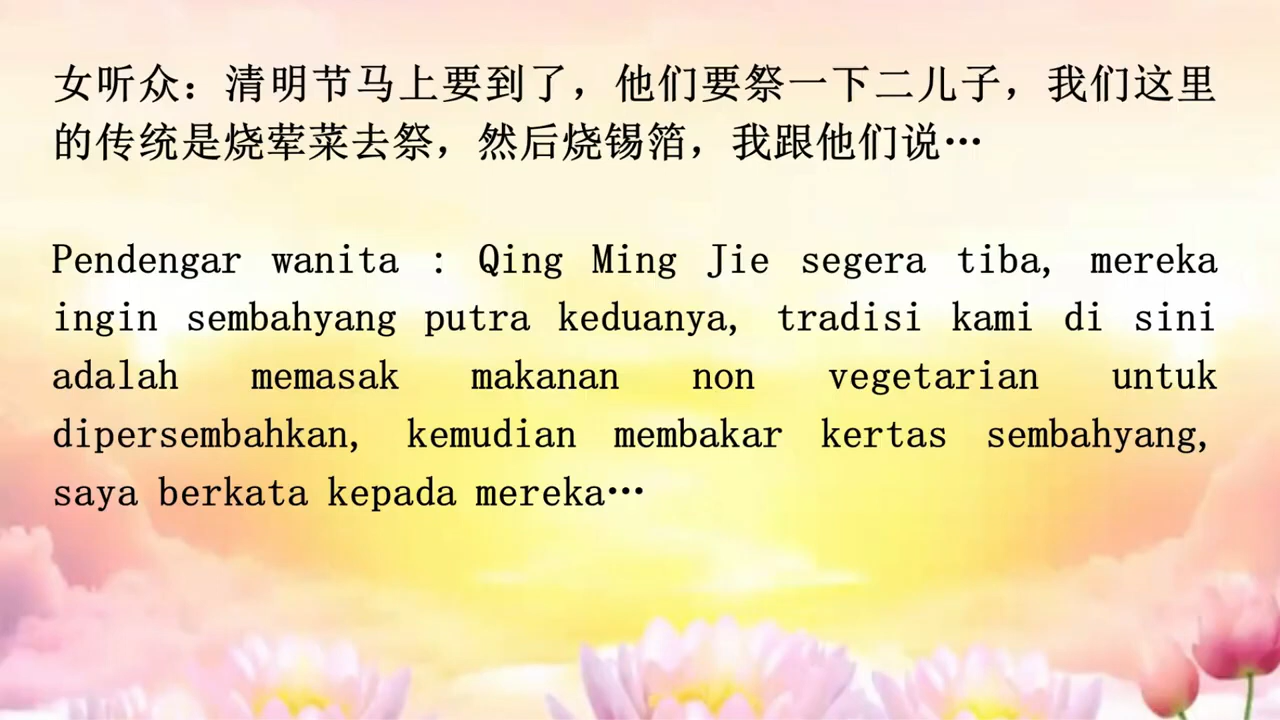 女听众：清明节马上要到了，他们要祭一下二儿子，我们这里
的传统是烧荤菜去祭，然后烧锡箔，我跟他们说…
Pendengar wanita : Qing Ming Jie segera tiba, mereka
ingin sembahyang putra keduanya, tradisi kami di sini
adalah memasak makanan non vegetarian untuk
dipersembahkan, kemudian membakar kertas sembahyang,
saya berkata kepada mereka…